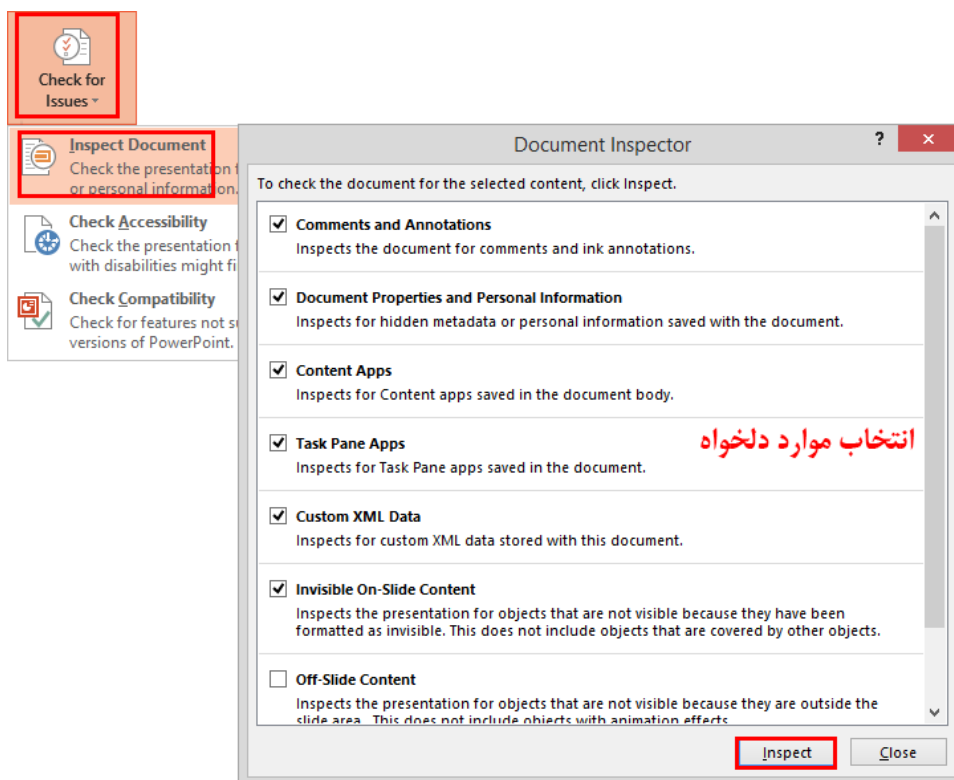 Check for
Issues
Inspect Document
Check the presentation f
or personal information.
Check Accessibility
Check the presentation f
with disabilities might fi
Check Compatibility
Check for features not su
versions of PowerPoint.
Document Inspector
?
To check the document for the selected content, click Inspect.
Comments and Annotations
Inspects the document for comments and ink annotations.
Document Properties and Personal Information
Inspects for hidden metadata or personal information saved with the document.
Content Apps
Inspects for Content apps saved in the document body.
Task Pane Apps
انتخاب موارد دلخواه
Inspects for Task Pane apps saved in the document.
Custom XML Data
Inspects for custom XML data stored with this document.
Invisible On-Slide Content
Inspects the presentation for objects that are not visible because they have been
formatted as invisible. This does not include objects that are covered by other objects.
Off-Slide Content
Inspects the presentation for objects that are not visible because they are outside the
slide area. This does not include objects with animation effects.
Inspect
Close